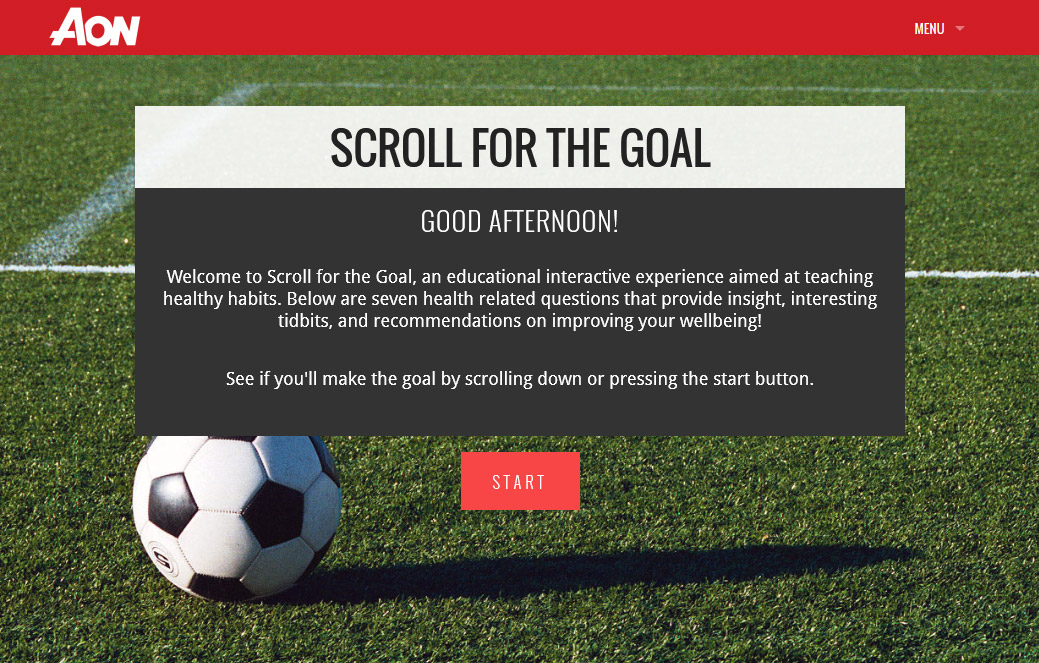 AON
MENU
SCROLL FOR THE GOAL
GOOD AFTERNOON!
Welcome to Scroll for the Goal, an educational interactive experience aimed at teaching
healthy habits. Below are seven health related questions that provide insight, interesting
tidbits, and recommendations on improving your wellbeing!
See if you'll make the goal by scrolling down or pressing the start button.
START